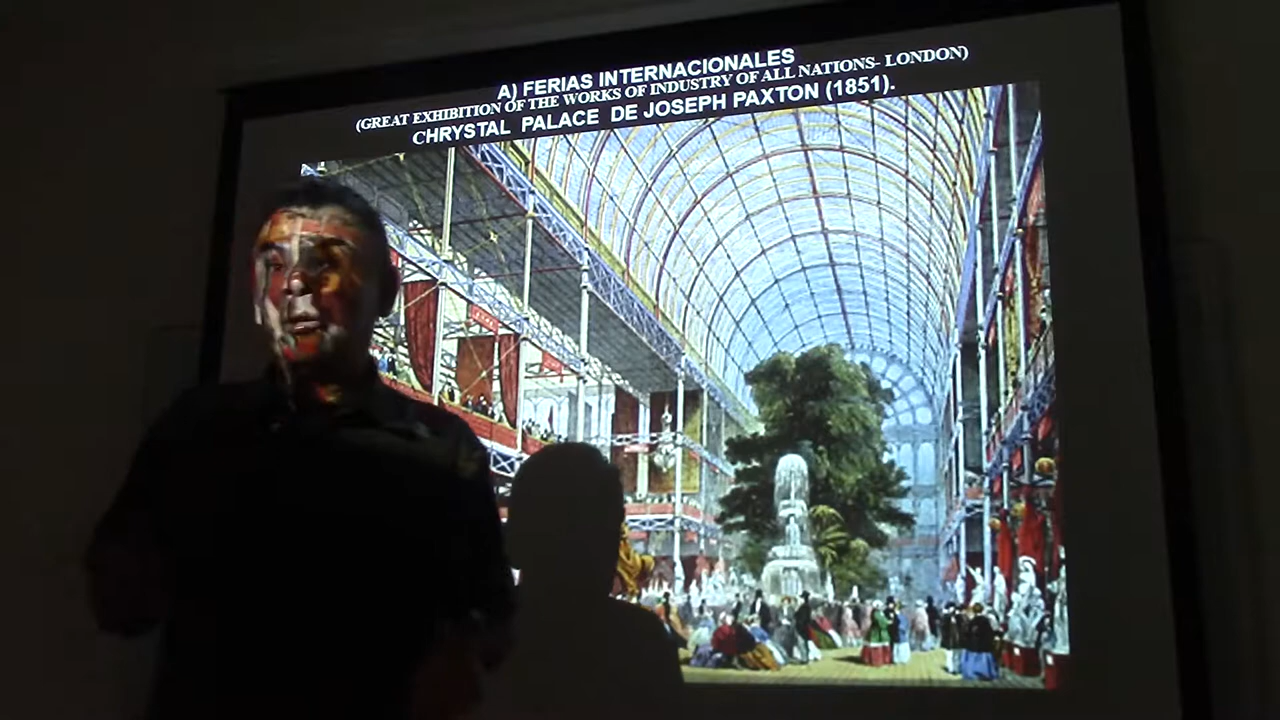 A) FERIAS INTERNACIONALES
(GREAT EXHIBITION OF THE WORKS OF INDUSTRY OF ALL NATIONS- LONDON)
CHRYSTAL PALACE DE JOSEPH PAXTON (1851).